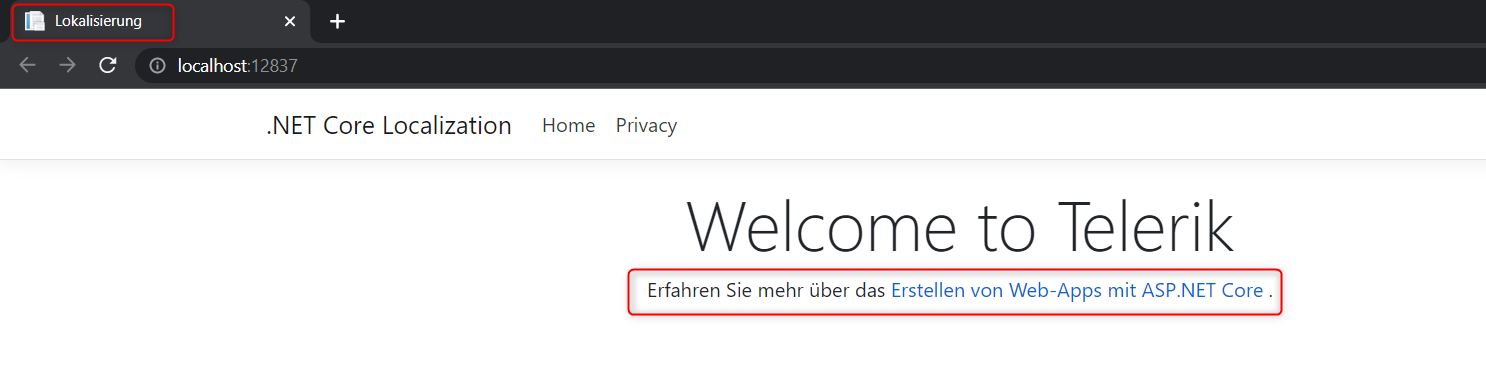 Lokalisierung
localhost:12837
.NET Core Localization Home Privacy
Welcome to Telerik
Erfahren Sie mehr über das Erstellen von Web-Apps mit ASP.NET Core .